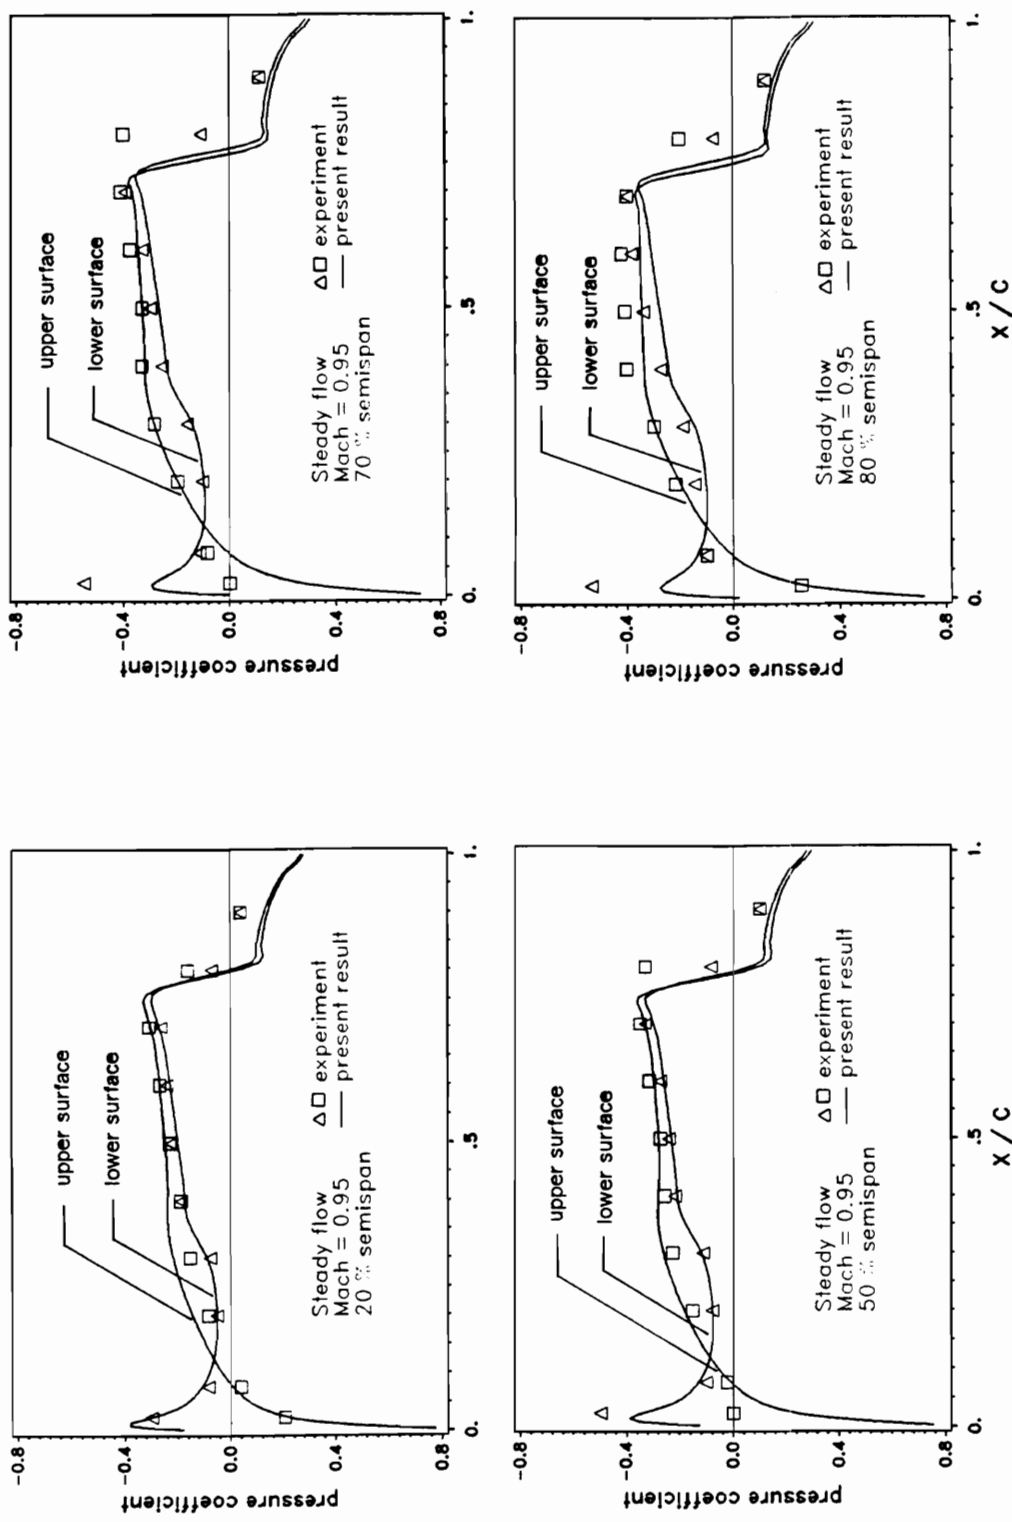 pressure coefficient
-0.8
-0.4
0.0
0.4
0.8
upper surface
lower surface
Steady flow
Mach = 0.95
20 % semispan
△□ experiment
— present result
0.
.5
1.
pressure coefficient
-0.8
-0.4
0.0
0.4
0.8
upper surface
lower surface
Steady flow
Mach = 0.95
70 % semispan
△□ experiment
— present result
0.
.5
1.
pressure coefficient
-0.8
-0.4
0.0
0.4
0.8
upper surface
lower surface
Steady flow
Mach = 0.95
50 % semispan
△□ experiment
— present result
0.
.5
1.
X/C
pressure coefficient
-0.8
-0.4
0.0
0.4
0.8
upper surface
lower surface
Steady flow
Mach = 0.95
80 % semispan
△□ experiment
— present result
0.
.5
1.
X/C